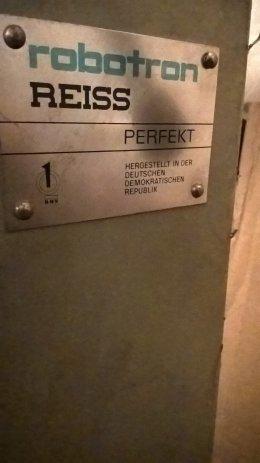 robotron
REISS
PERFEKT
1
HERGESTELLT IN DER
DEUTSCHEN
DEMOKRATISCHEN
REPUBLIK